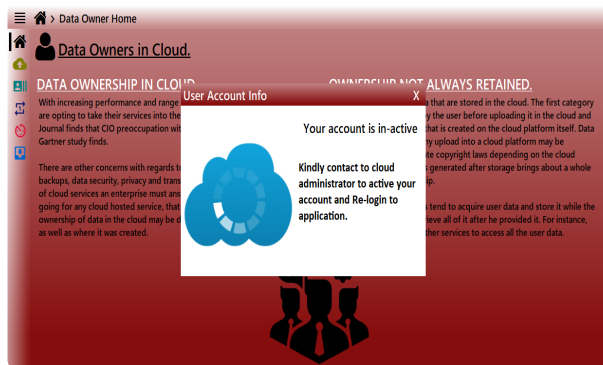 > Data Owner Home
Data Owners in Cloud.
DATA OWNERSHIP IN CLOUD
With increasing performance and range
are opting to take their services into the
Journal finds that CIO preoccupation wit
Gartner study finds.
There are other concerns with regards t
backups, data security, privacy and trans
of cloud services an enterprise must ans
going for any cloud hosted service, that
ownership of data in the cloud may be d
as well as where it was created.
OWNERSHIP NOT ALWAYS RETAINED.
a that are stored in the cloud. The first category
by the user before uploading it in the cloud and
that is created on the cloud platform itself. Data
ny upload into a cloud platform may be
te copyright laws depending on the cloud
s generated after storage brings about a whole
ip.
s tend to acquire user data and store it while the
ieve all of it after he provided it. For instance,
ther services to access all the user data.
User Account Info X
Your account is in-active
Kindly contact to cloud
administrator to active your
account and Re-login to
application.